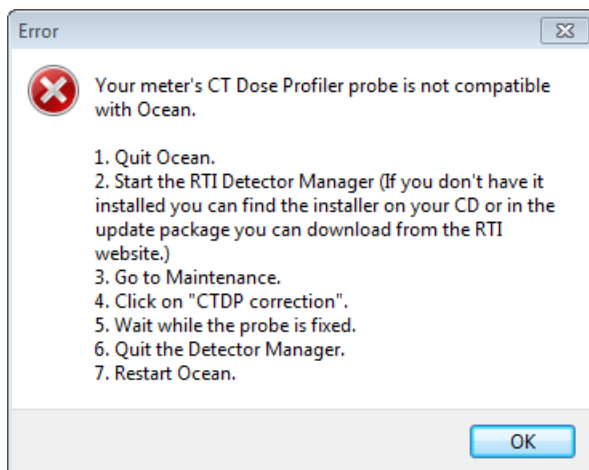 Error
Your meter's CT Dose Profiler probe is not compatible
with Ocean.
1. Quit Ocean.
2. Start the RTI Detector Manager (If you don't have it
installed you can find the installer on your CD or in the
update package you can download from the RTI
website.)
3. Go to Maintenance.
4. Click on "CTDP correction".
5. Wait while the probe is fixed.
6. Quit the Detector Manager.
7. Restart Ocean.
OK